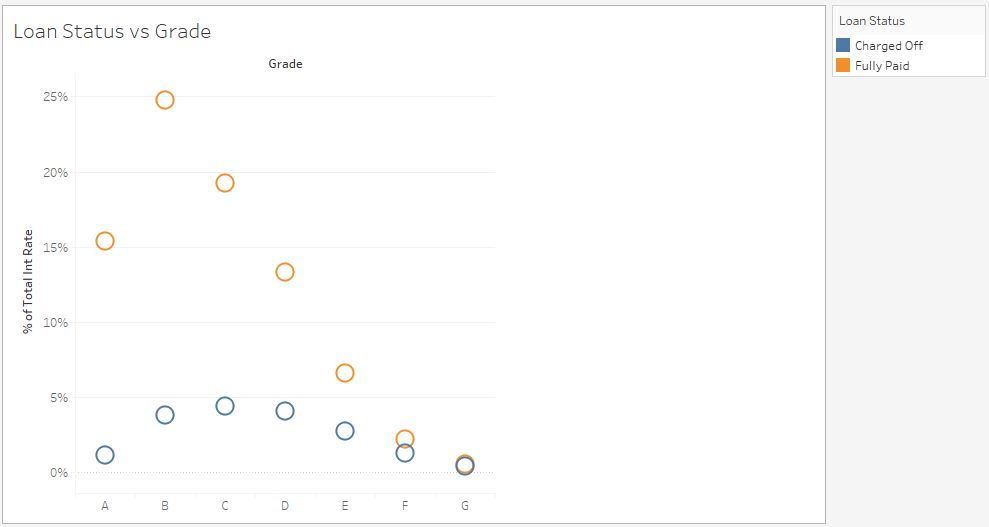 Loan Status vs Grade
Grade
25%
20%
15%
10%
5%
0%
% of Total Int Rate
A B C D E F G
Loan Status
Charged Off
Fully Paid